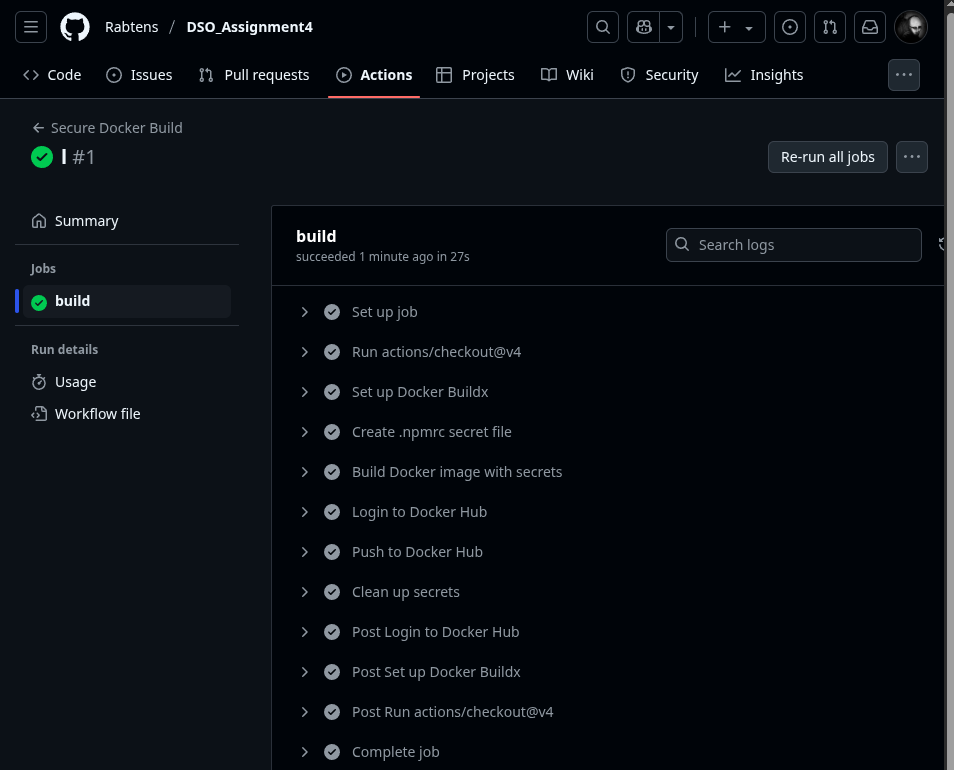 Rabtens / DSO_Assignment4
Code Issues Pull requests Actions Projects Wiki Security Insights
Secure Docker Build
l #1
Re-run all jobs
Summary
Jobs
build
Run details
Usage
Workflow file
build
succeeded 1 minute ago in 27s
Search logs
Set up job
Run actions/checkout@v4
Set up Docker Buildx
Create .npmrc secret file
Build Docker image with secrets
Login to Docker Hub
Push to Docker Hub
Clean up secrets
Post Login to Docker Hub
Post Set up Docker Buildx
Post Run actions/checkout@v4
Complete job